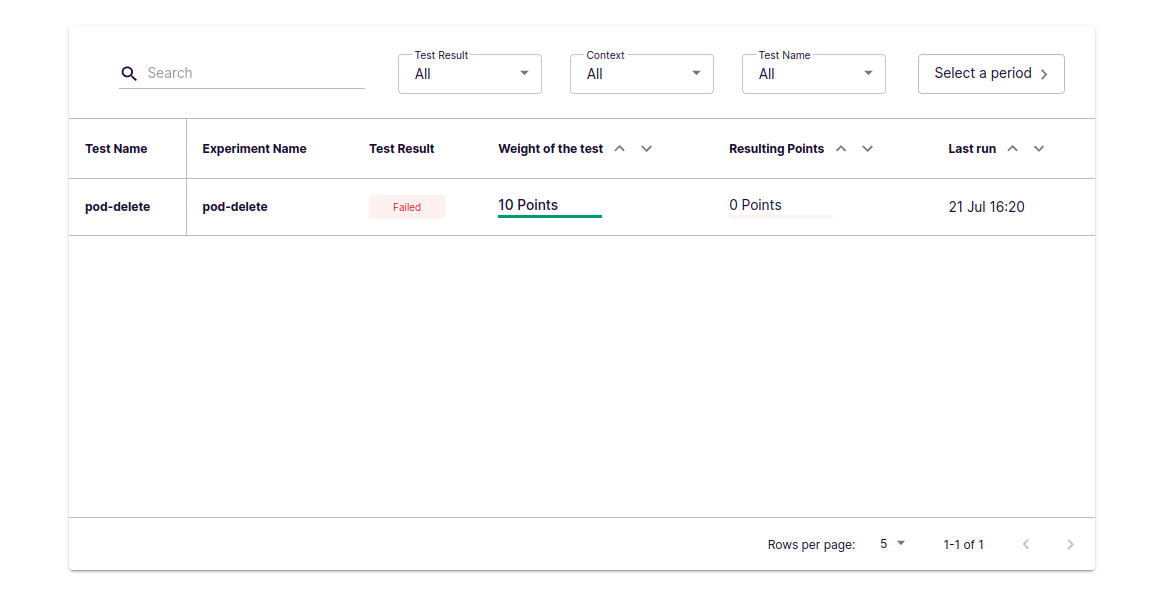 Test Result Context Test Name
Search All All All Select a period
Test Name Experiment Name Test Result Weight of the test Resulting Points Last run
pod-delete pod-delete Failed 10 Points 0 Points 21 Jul 16:20
Rows per page: 5 1-1 of 1